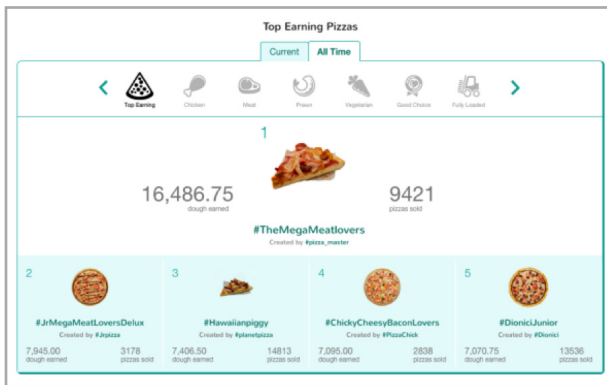 Top Earning Pizzas
Current All Time
Top Earning Chicken Meat Prawn Vegetarian Good Choice Fully Loaded
1
16,486.75 9421
dough earned pizzas sold
#TheMegaMeatlovers
Created by #pizza_master
2 3 4 5
#JrMegaMeatLoversDelux #Hawaiianpiggy #ChickyCheesyBaconLovers #DioniciJunior
Created by #Jrpizza Created by #planetpizza Created by #PizzaChick Created by #Dionici
7,945.00 3178 7,406.50 14813 7,095.00 2838 7,070.75 13536
dough earned pizzas sold dough earned pizzas sold dough earned pizzas sold dough earned pizzas sold